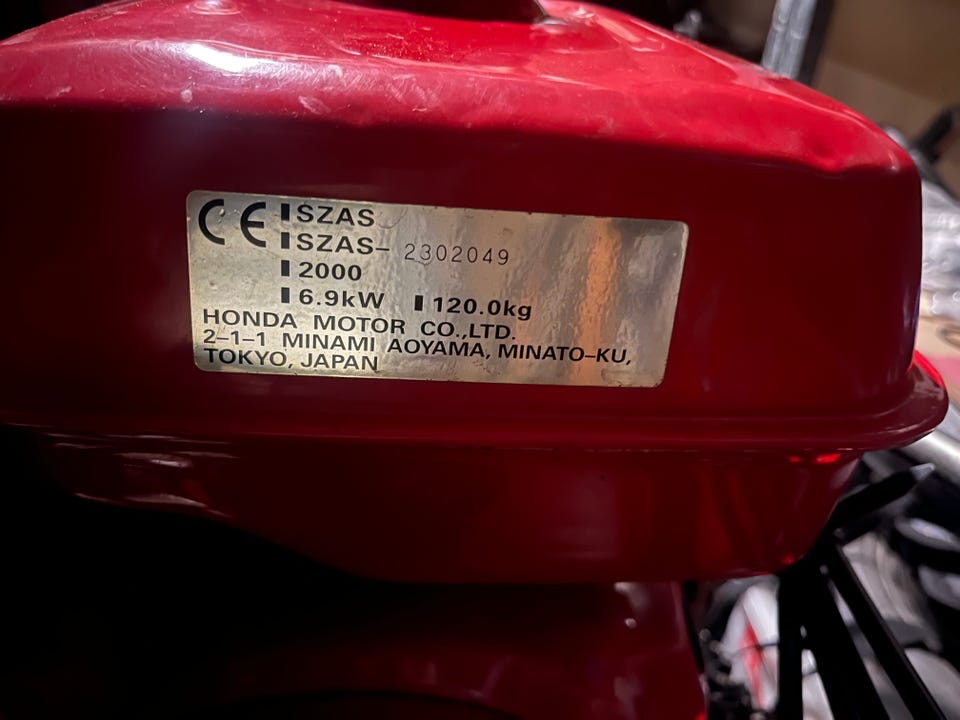 CE SZAS
SZAS- 2302049
2000
6.9kW 120.0kg
HONDA MOTOR CO.,LTD.
2-1-1 MINAMI AOYAMA, MINATO-KU,
TOKYO, JAPAN